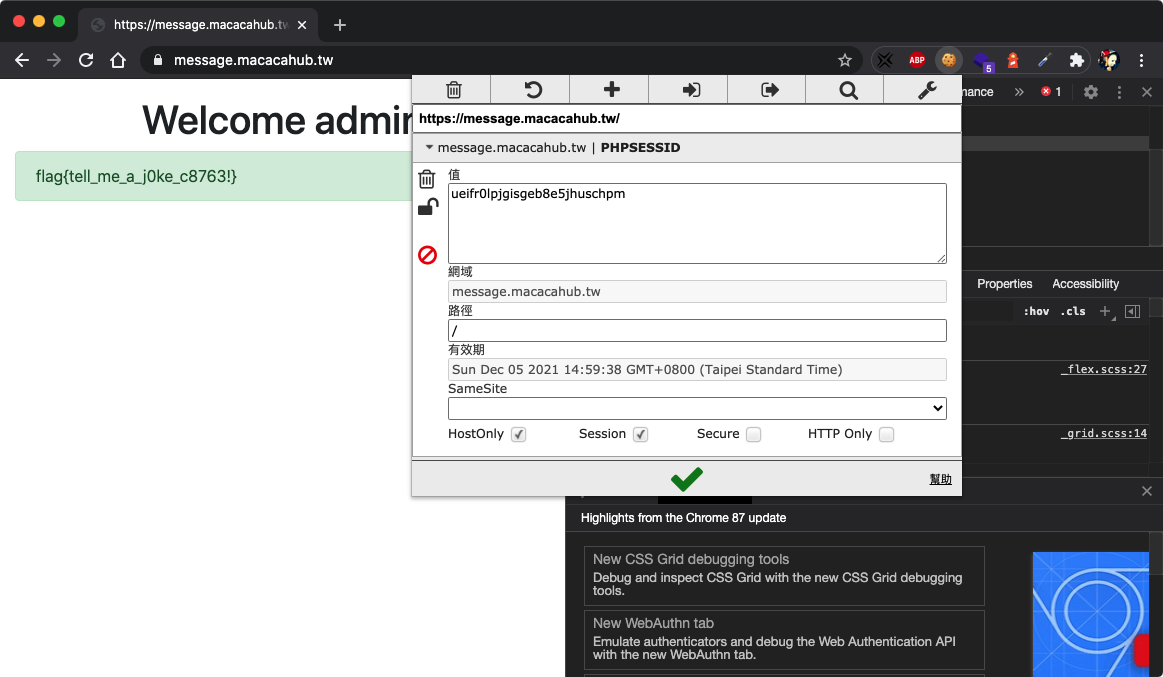 https://message.macacahub.tw
message.macacahub.tw
ABP
5
Welcome admin
flag{tell_me_a_j0ke_c8763!}
https://message.macacahub.tw/
message.macacahub.tw | PHPSESSID
值
ueifr0lpjgisgeb8e5jhuschpm
網域
message.macacahub.tw
路徑
/
有效期
Sun Dec 05 2021 14:59:38 GMT+0800 (Taipei Standard Time)
SameSite
HostOnly Session Secure HTTP Only
幫助
nance » 1
Properties Accessibility
:hov .cls
_flex.scss:27
_grid.scss:14
Highlights from the Chrome 87 update
New CSS Grid debugging tools
Debug and inspect CSS Grid with the new CSS Grid debugging
tools.
New WebAuthn tab
Emulate authenticators and debug the Web Authentication API
with the new WebAuthn tab.